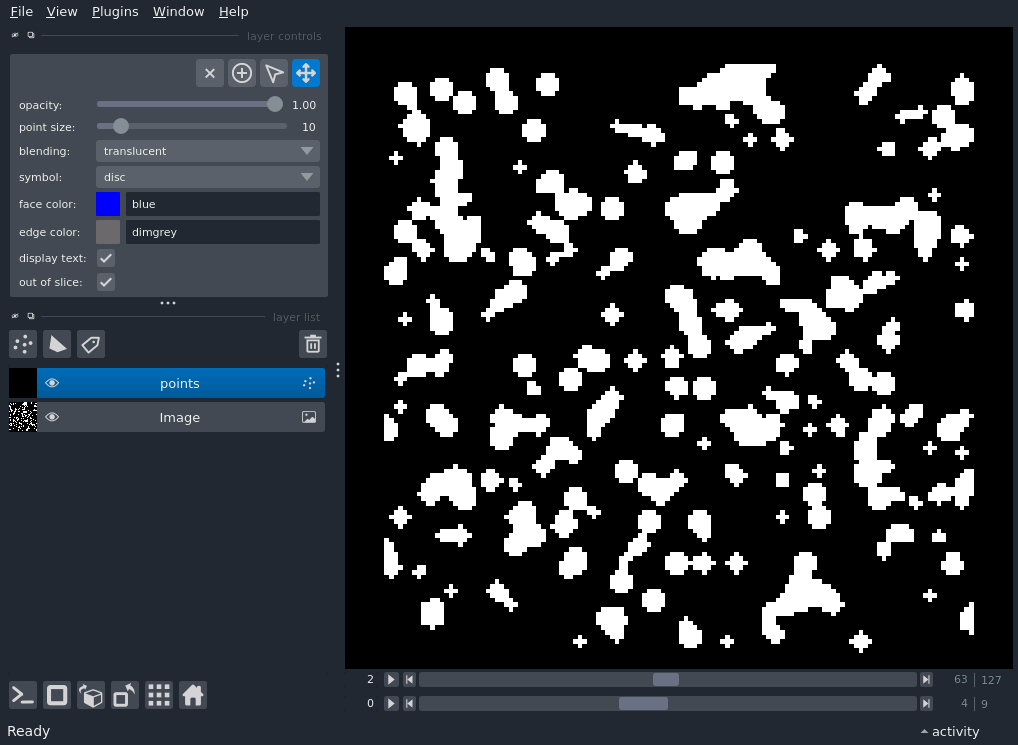 File View Plugins Window Help
layer controls
opacity: 1.00
point size: 10
blending: translucent
symbol: disc
face color: blue
edge color: dimgrey
display text:
out of slice:
layer list
points
Image
2 63 127
0 4 9
Ready activity